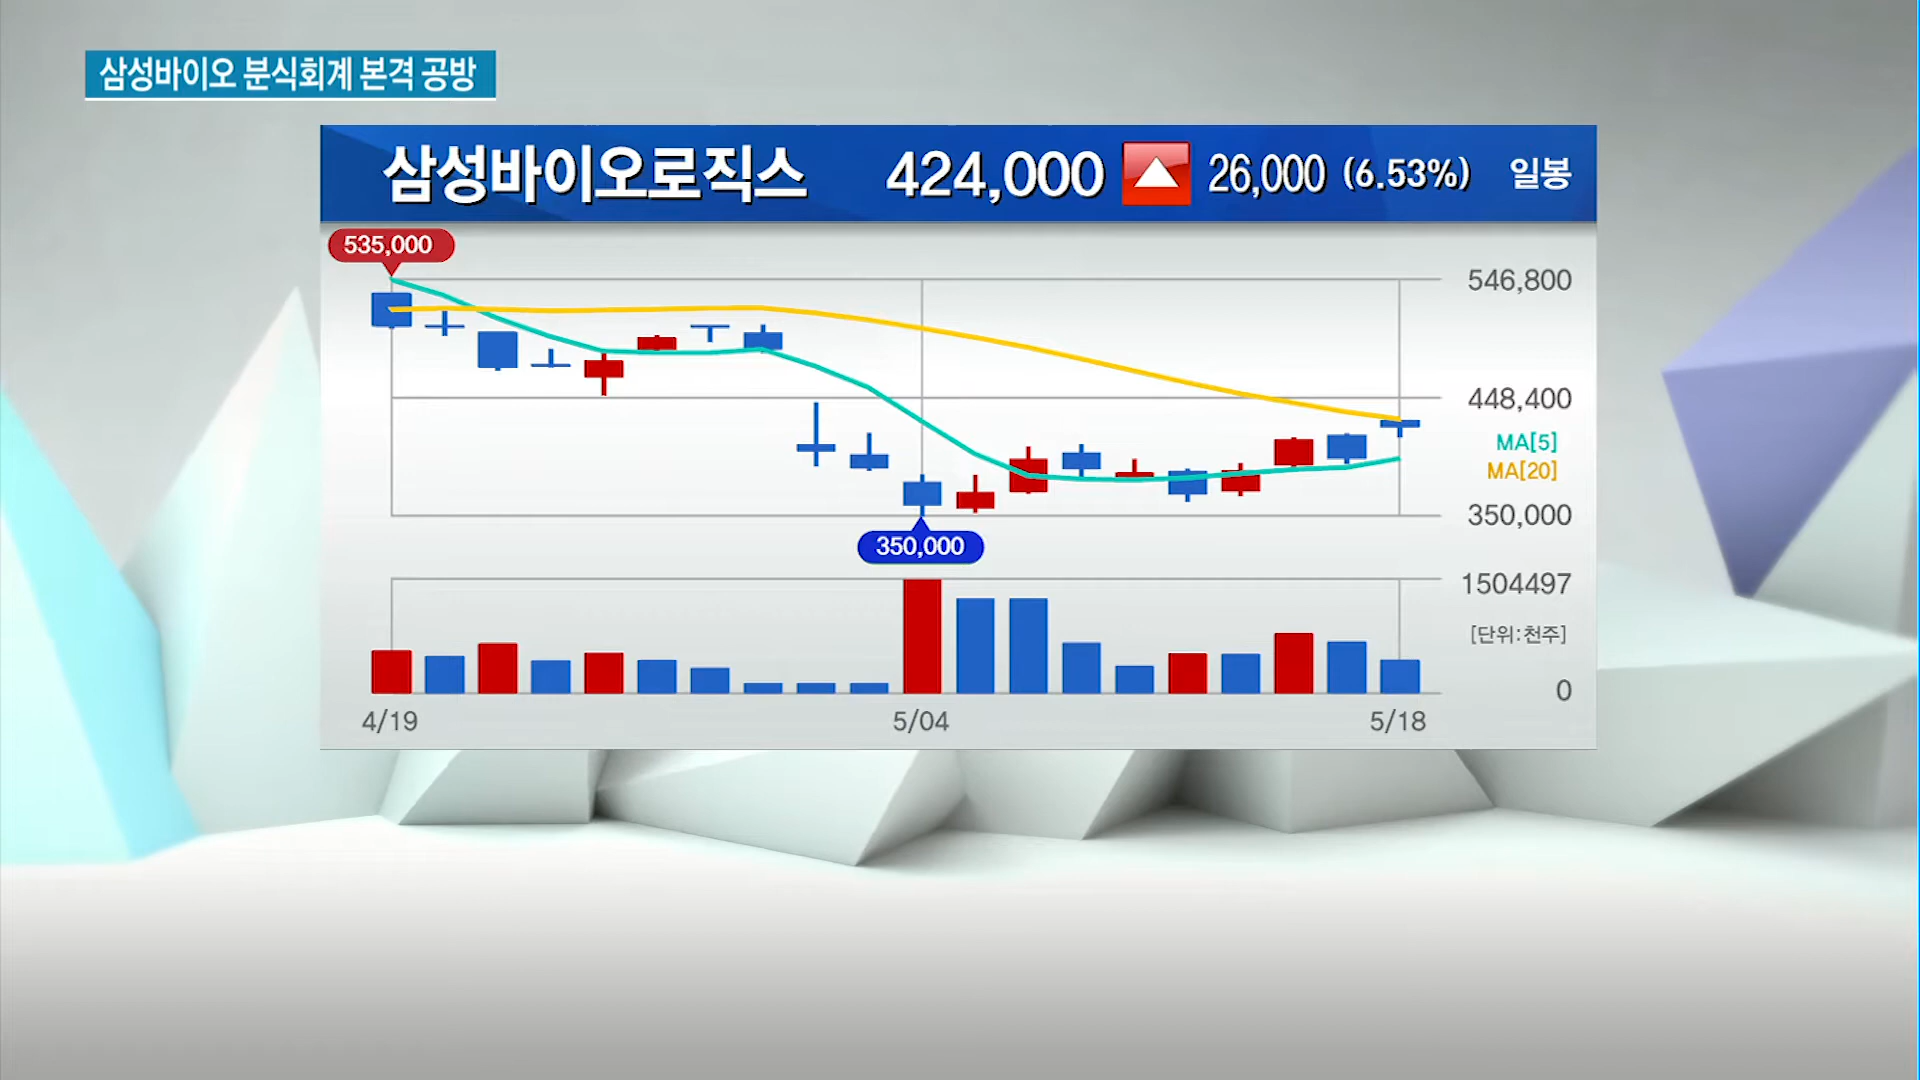 삼성바이오 분식회계 본격 공방
삼성바이오로직스 424,000 ▲ 26,000 (6.53%) 일봉
535,000
546,800
448,400
MA[5]
MA[20]
350,000
350,000
1504497
[단위:천주]
0
4/19 5/04 5/18